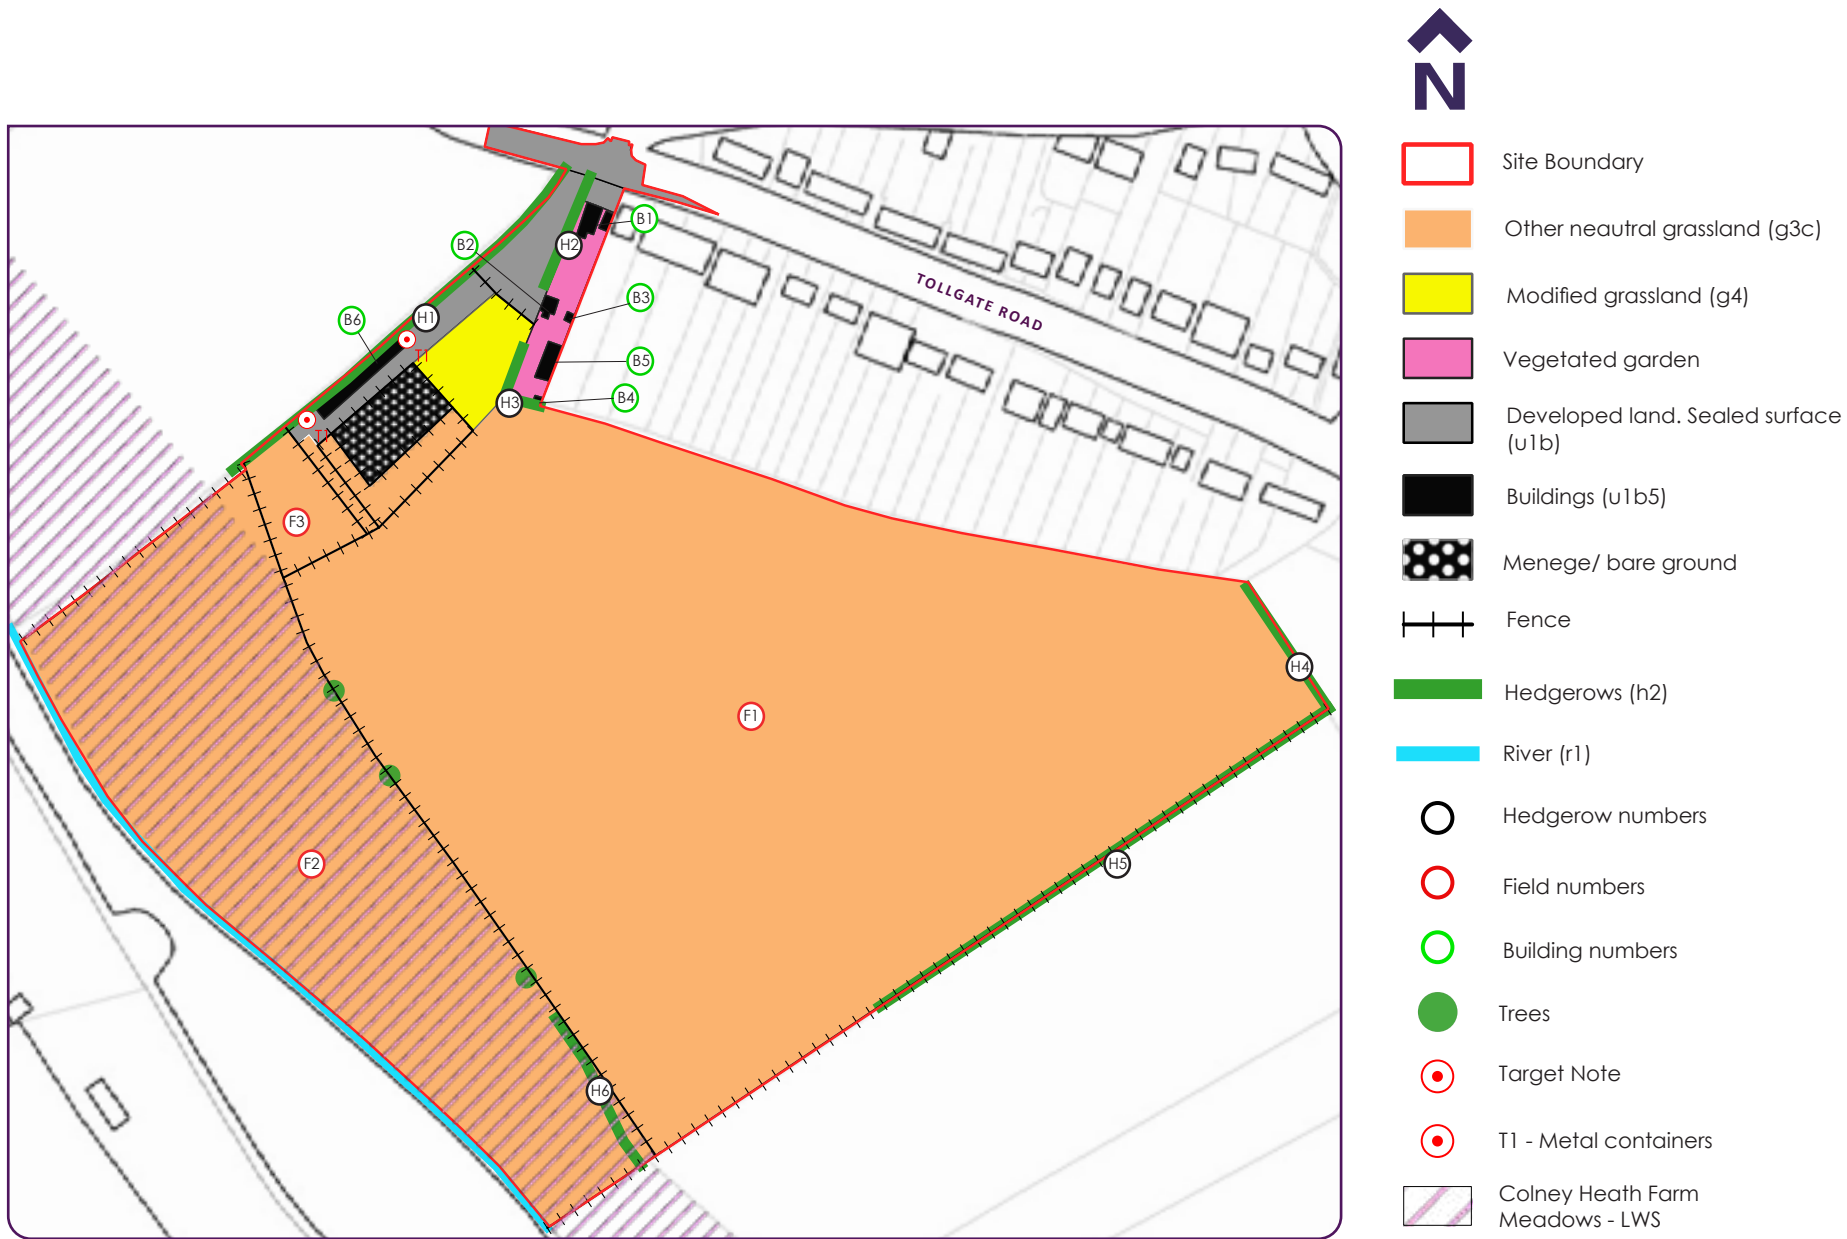 N
TOLLGATE ROAD
B1
B2
H2
B3
B6
H1
T1
B5
H3
B4
T1
F3
H4
F1
F2
H5
H6
Site Boundary
Other neautral grassland (g3c)
Modified grassland (g4)
Vegetated garden
Developed land. Sealed surface
(u1b)
Buildings (u1b5)
Menege/ bare ground
Fence
Hedgerows (h2)
River (r1)
Hedgerow numbers
Field numbers
Building numbers
Trees
Target Note
T1 - Metal containers
Colney Heath Farm
Meadows - LWS